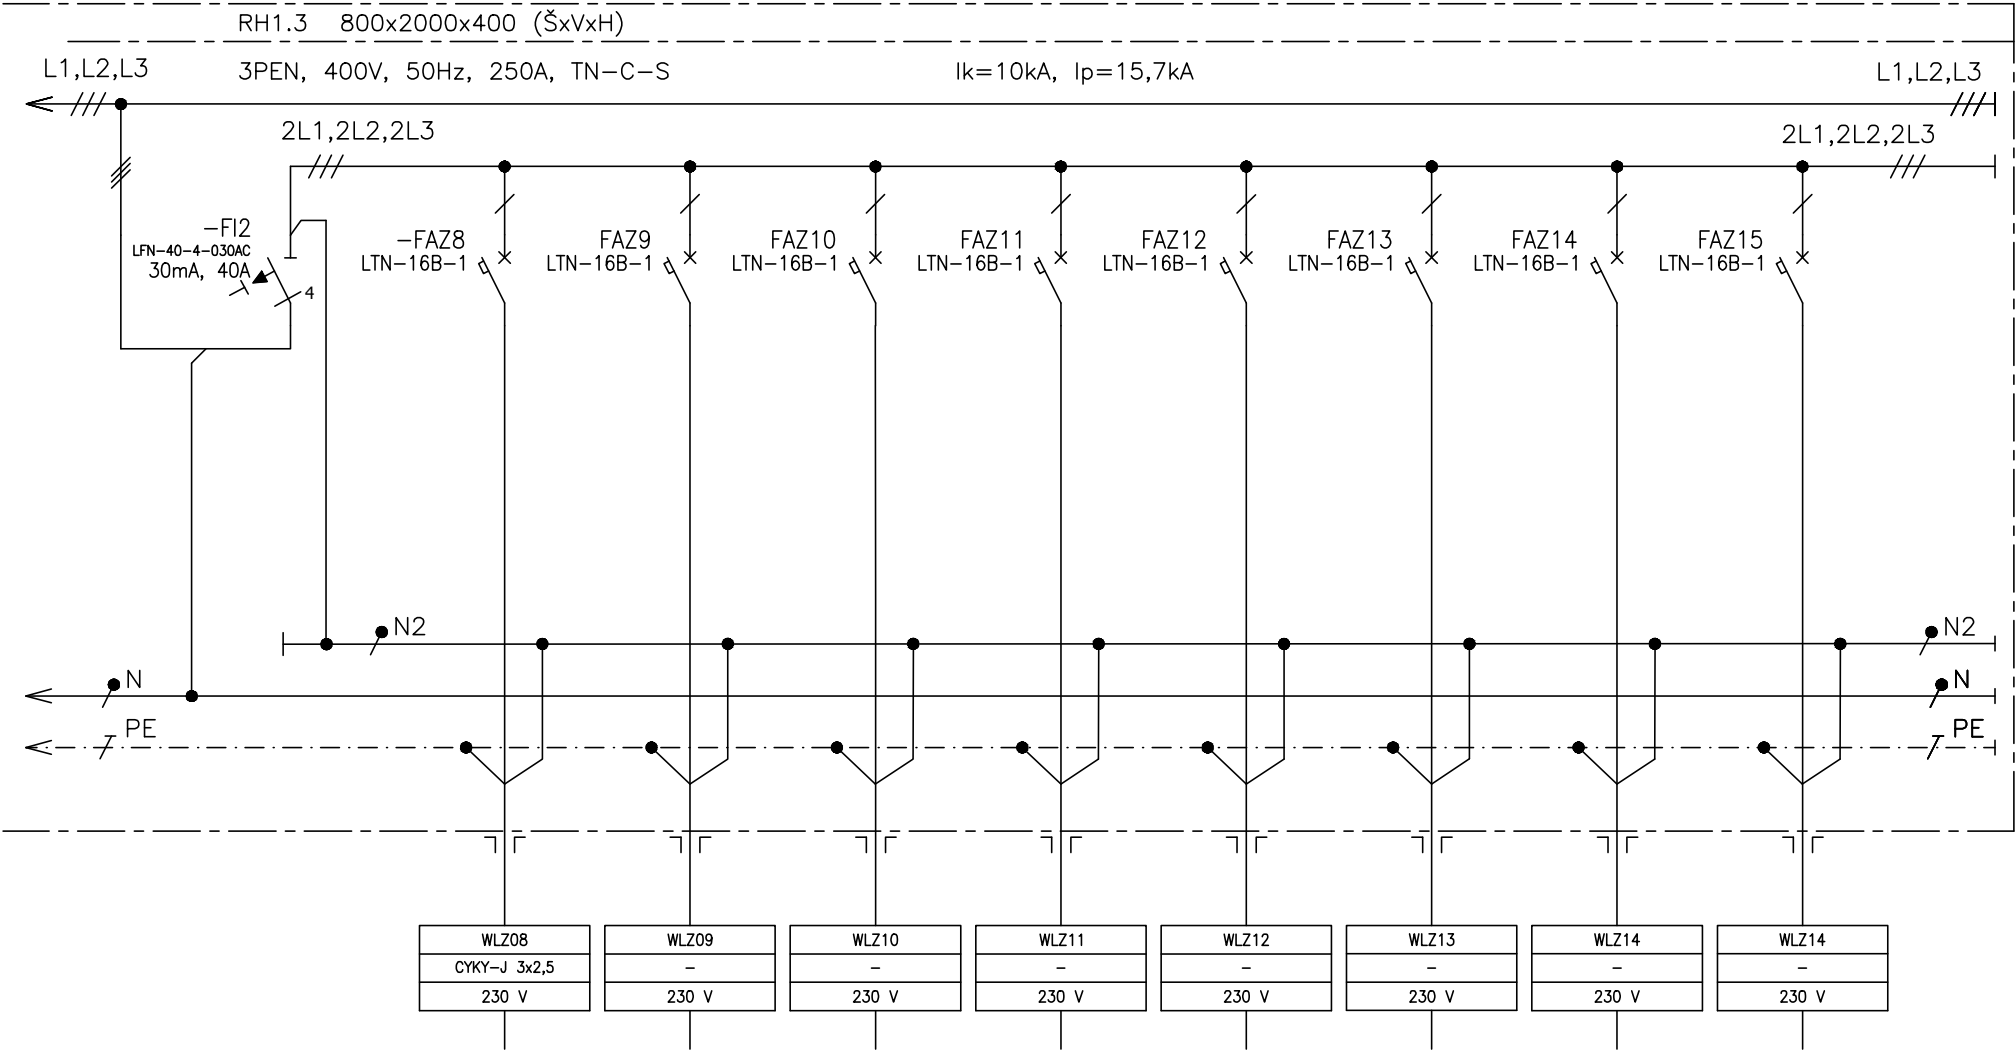 RH1.3 800x2000x400 (ŠxVxH)
L1,L2,L3 3PEN, 400V, 50Hz, 250A, TN-C-S Ik=10kA, Ip=15,7kA L1,L2,L3
2L1,2L2,2L3 2L1,2L2,2L3
-FI2
LFN-40-4-030AC
30mA, 40A
4
-FAZ8 FAZ9 FAZ10 FAZ11 FAZ12 FAZ13 FAZ14 FAZ15
LTN-16B-1 LTN-16B-1 LTN-16B-1 LTN-16B-1 LTN-16B-1 LTN-16B-1 LTN-16B-1 LTN-16B-1
N2 N2
N N
PE PE
WLZ08 WLZ09 WLZ10 WLZ11 WLZ12 WLZ13 WLZ14 WLZ14
CYKY-J 3x2,5 - - - - - - -
230 V 230 V 230 V 230 V 230 V 230 V 230 V 230 V